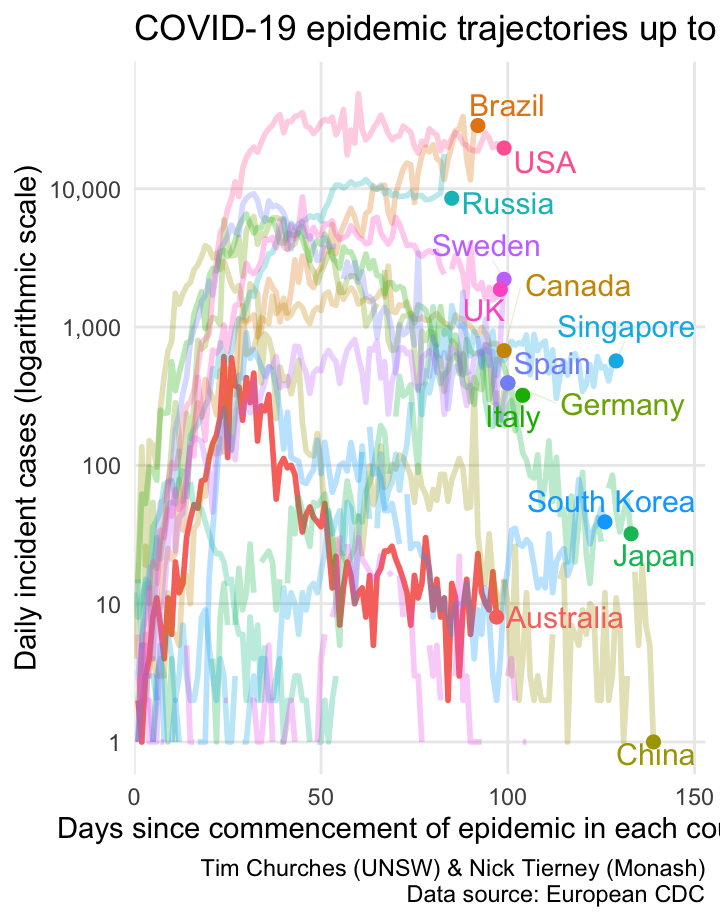 COVID-19 epidemic trajectories up to
Daily incident cases (logarithmic scale)
10,000
1,000
100
10
1
Brazil
USA
Russia
Sweden
Canada
UK
Singapore
Spain
Germany
Italy
South Korea
Japan
Australia
China
0
50
100
150
Days since commencement of epidemic in each cou
Tim Churches (UNSW) & Nick Tierney (Monash)
Data source: European CDC